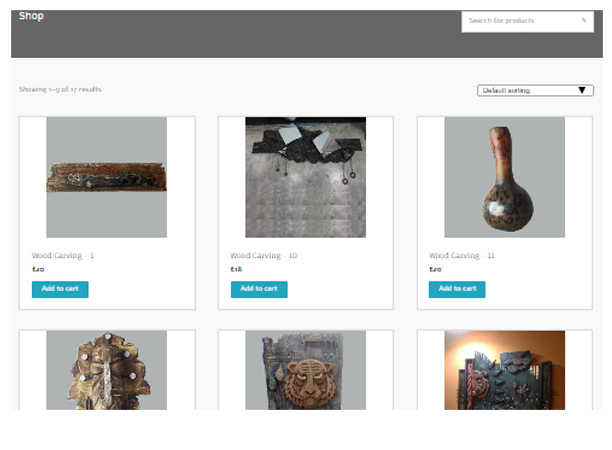 Shop
Search for products
Showing 1–9 of 17 results
Default sorting
Wood Carving - 1
£20
Add to cart
Wood Carving - 10
£18
Add to cart
Wood Carving - 11
£20
Add to cart